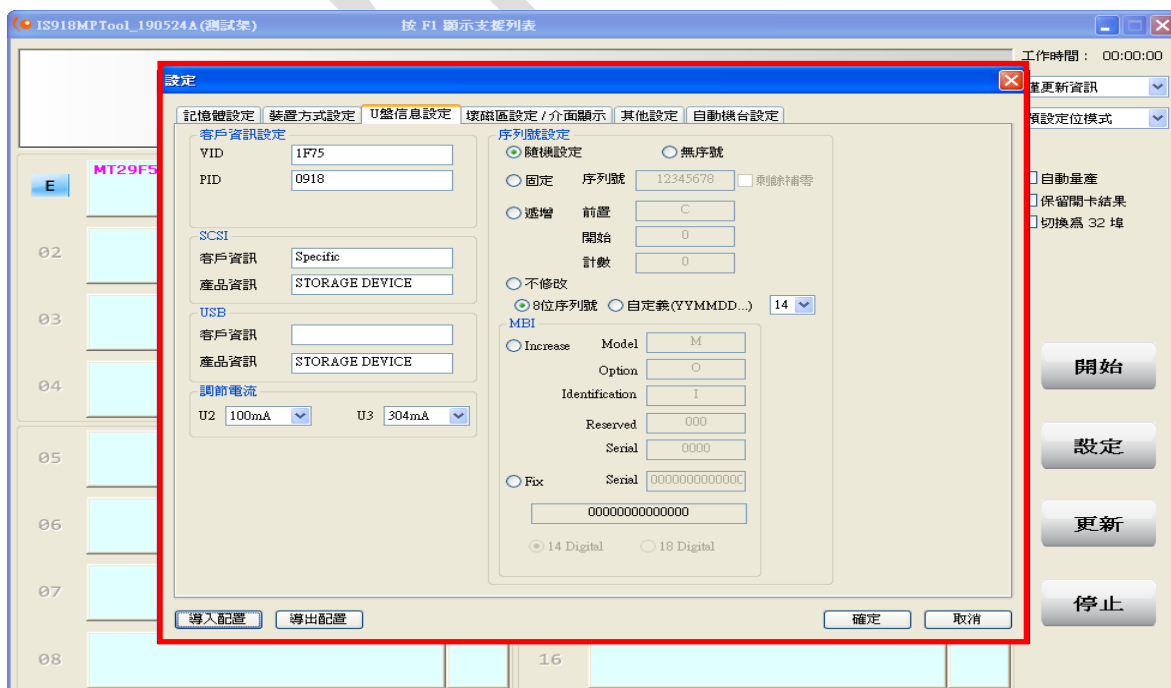 IS918MPTool_190524A(測試架) 按 F1 顯示支援列表
工作時間： 00:00:00
僅更新資訊
預設定位模式
自動量產
保留開卡結果
切換爲 32 埠
開始
設定
更新
停止
E MT29F5
02
03
04
05
06
07
08
16
設定
記憶體設定 裝置方式設定 U盤信息設定 壞磁區設定/介面顯示 其他設定 自動機台設定
客戶資訊設定
VID 1F75
PID 0918
SCSI
客戶資訊 Specific
產品資訊 STORAGE DEVICE
USB
客戶資訊
產品資訊 STORAGE DEVICE
調節電流
U2 100mA U3 304mA
序列號設定
隨機設定 無序號
固定 序列號 12345678 剩餘補零
遞增 前置 C
開始 0
計數 0
不修改
8位序列號 自定義(YYMMDD...) 14
MBI
Increase Model M
Option O
Identification I
Reserved 000
Serial 0000
Fix Serial 0000000000000C
00000000000000
14 Digital 18 Digital
導入配置 導出配置 確定 取消